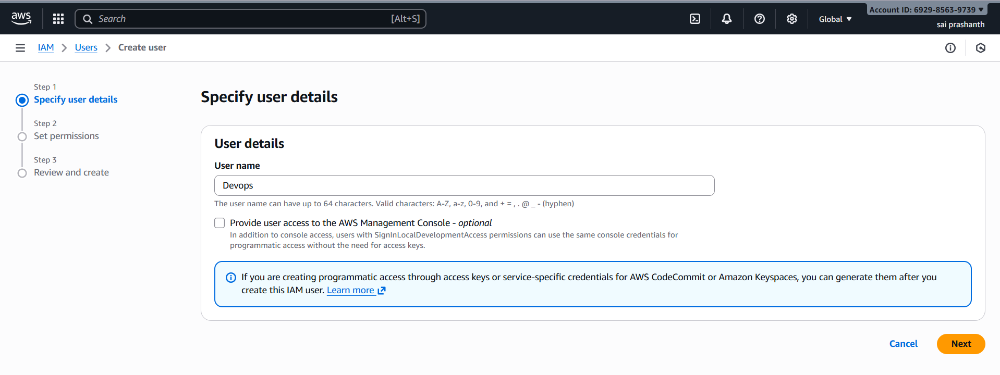 aws
Search
[Alt+S]
Global
Account ID: 6929-8563-9739
sai prashanth
IAM
Users
Create user
Step 1
Specify user details
Step 2
Set permissions
Step 3
Review and create
Specify user details
User details
User name
Devops
The user name can have up to 64 characters. Valid characters: A-Z, a-z, 0-9, and + = , . @ _ - (hyphen)
Provide user access to the AWS Management Console - optional
In addition to console access, users with SignInLocalDevelopmentAccess permissions can use the same console credentials for
programmatic access without the need for access keys.
If you are creating programmatic access through access keys or service-specific credentials for AWS CodeCommit or Amazon Keyspaces, you can generate them after you
create this IAM user. Learn more
Cancel
Next